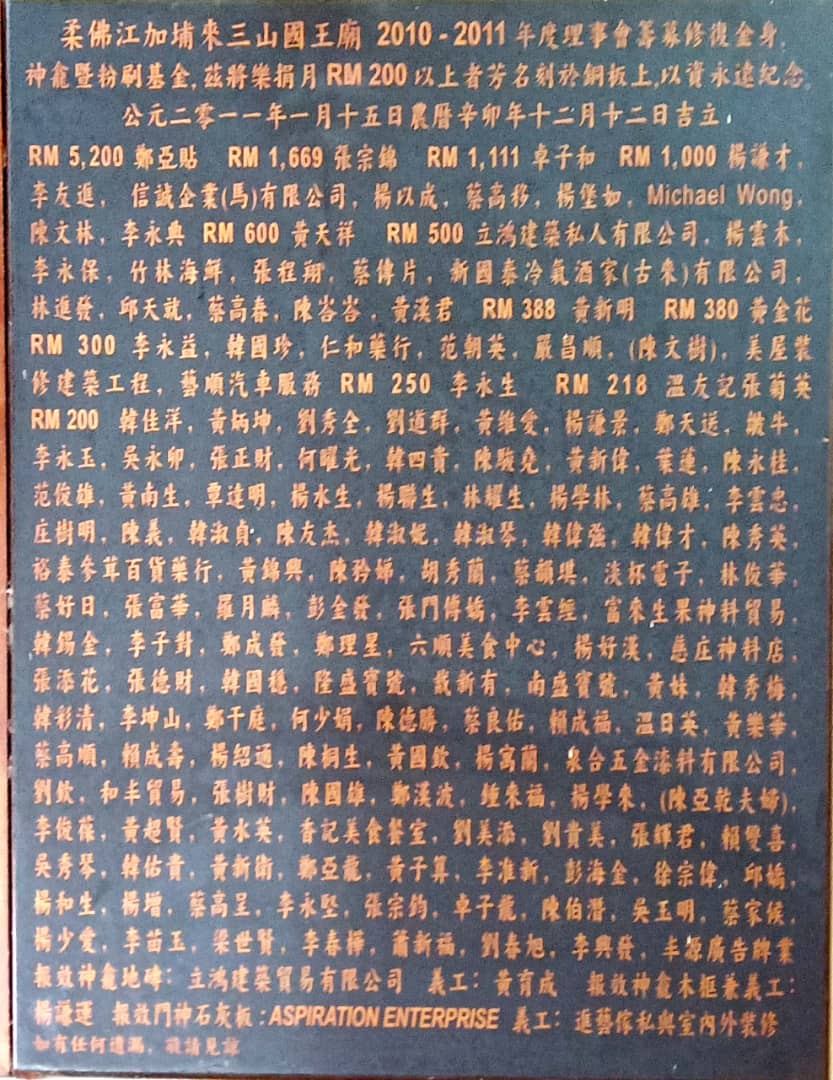 柔佛江加埔來三山國王廟 2010 - 2011 年度理事會籌募修復金身,
神龕暨粉刷基金,茲將樂捐月 RM 200 以上者芳名刻於銅板上,以資永遠紀念,
公元二零一一年一月十五日農曆辛卯年十二月十二日吉立,
RM 5,200 鄭亞貼 RM 1,669 張宗錦 RM 1,111 卓子和 RM 1,000 楊謙才,
李友進, 信誠企業(馬)有限公司, 楊以成, 蔡高移, 楊堡如, Michael Wong,
陳文林, 李永典 RM 600 黃天祥 RM 500 立鴻建築私人有限公司, 楊雲木,
李永保, 竹林海鮮, 張程翔, 蔡偉片, 新國泰冷氣酒家(古來)有限公司,
林進發, 邱天就, 蔡高春, 陳峇峇, 黃漢君 RM 388 黃新明 RM 380 黃金花
RM 300 李永益, 韓國珍, 仁和藥行, 范朝英, 嚴昌順, (陳文樹), 美屋裝
修建築工程, 藝順汽車服務 RM 250 李永生 RM 218 溫友記張菊英
RM 200 韓佳洋, 黃炳坤, 劉秀全, 劉道群, 黃維愛, 楊謙景, 鄭天送, 敏牛,
李永玉, 吳永卯, 張正財, 何曜光, 韓四貴, 陳駿堯, 黃新偉, 葉蓮, 陳永桂,
范俊雄, 黃南生, 覃達明, 楊水生, 楊聯生, 林耀生, 楊學林, 蔡高雄, 李雲忠,
庄樹明, 陳義, 韓淑貞, 陳友杰, 韓淑妮, 韓淑琴, 韓偉強, 韓偉才, 陳秀英,
裕泰參茸百貨藥行, 黃錦興, 陳矜娣, 胡秀蘭, 蔡韻琪, 淡杯電子, 林俊華,
蔡好日, 張富華, 羅月麟, 彭金發, 張門傅嬌, 李雲經, 富來生果神料貿易,
韓錫金, 李子對, 鄭成發, 鄭理星, 六順美食中心, 楊好漢, 慈庄神料店,
張添花, 張德財, 韓國穩, 隆盛寶號, 戴新有, 南盛寶號, 黃妹, 韓秀梅,
韓彩清, 李坤山, 鄭千庭, 何少娟, 陳德勝, 蔡良佑, 賴成福, 溫日英, 黃樂華,
蔡高順, 賴成壽, 楊紹通, 陳桐生, 黃國欽, 楊寓蘭, 泉合五金漆料有限公司,
劉欽, 和丰貿易, 張樹財, 陳國雄, 鄭漢波, 鍾來福, 楊學來, (陳亞乾夫婦),
李俊葆, 黃超賢, 黃水英, 香記美食餐室, 劉美添, 劉貴美, 張輝君, 賴雙喜,
吳秀琴, 韓佑貴, 黃新衛, 鄭亞龍, 黃子算, 李准新, 彭海金, 徐宗偉, 邱嬌,
楊和生, 楊增, 蔡高呈, 李永堅, 張宗鈞, 卓子龍, 陳伯潛, 吳玉明, 蔡家候,
楊少愛, 李苗玉, 梁世賢, 李春樺, 蕭新福, 劉春旭, 李興發, 丰源廣告牌業
報效神龕地磚: 立鴻建築貿易有限公司 義工: 黃育成 報效神龕木框兼義工:
楊謙運 報效門神石灰板 : ASPIRATION ENTERPRISE 義工: 進藝傢私與室內外裝修
如有任何遺漏, 敬請見諒